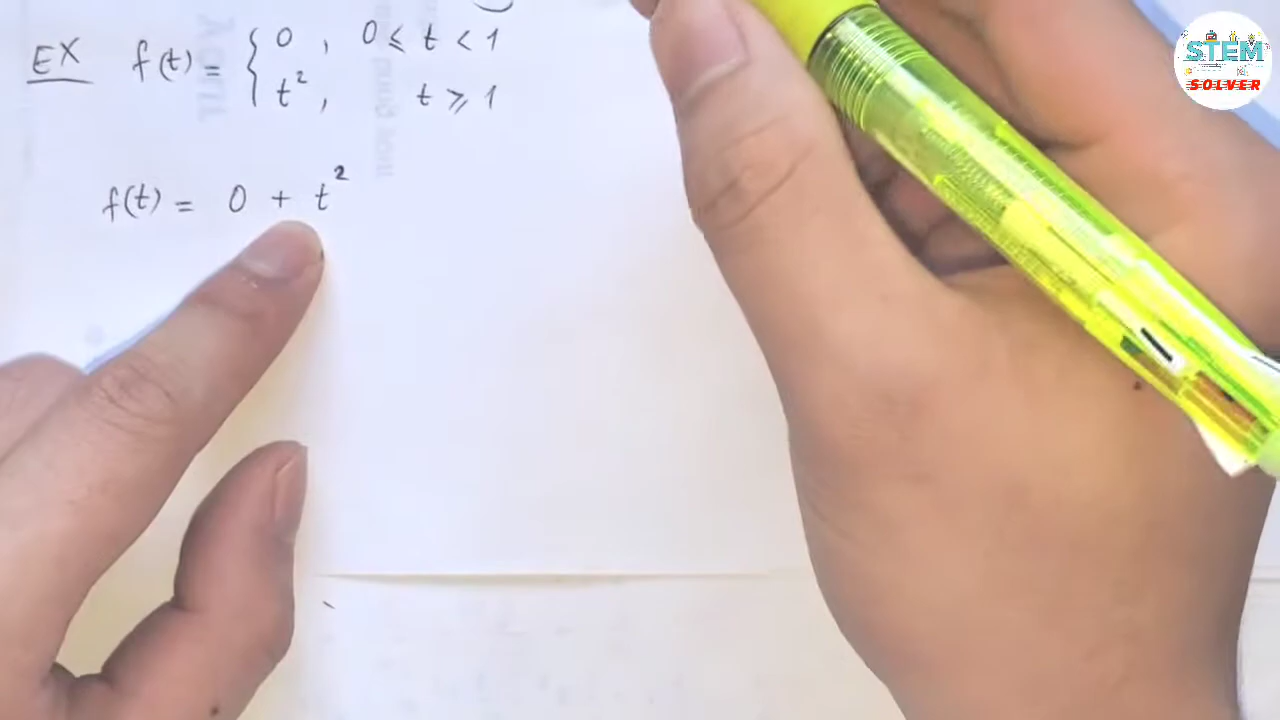 EX f(t) = { 0 , 0 ≤ t < 1
t², t ≥ 1
f(t) = 0 + t²
STEM
SOLVER